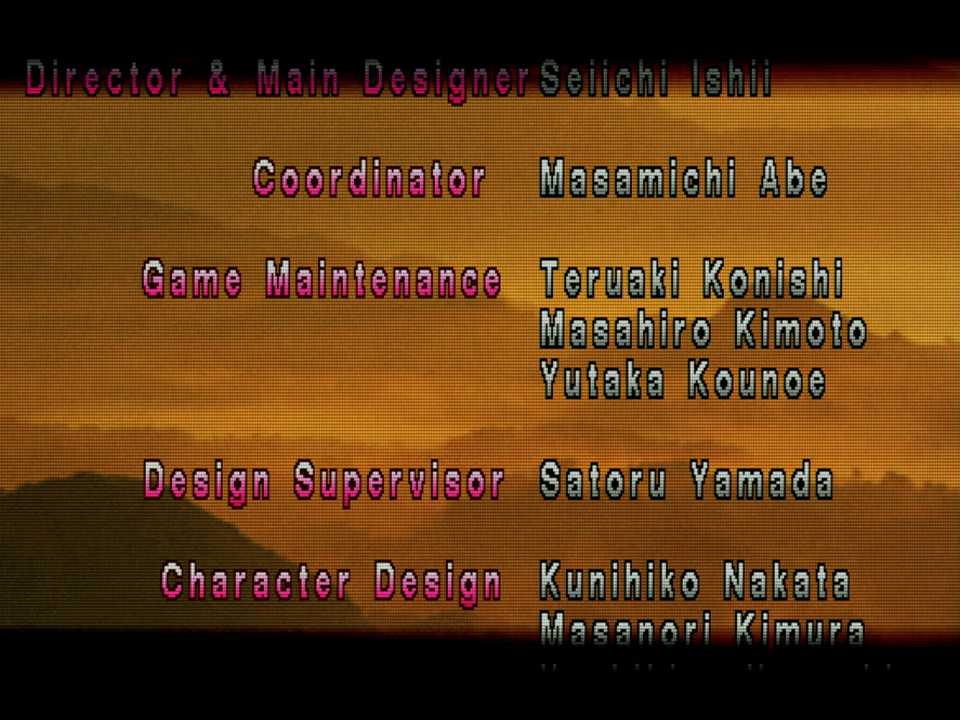 Director & Main Designer Seiichi Ishii
Coordinator Masamichi Abe
Game Maintenance Teruaki Konishi
Masahiro Kimoto
Yutaka Kounoe
Design Supervisor Satoru Yamada
Character Design Kunihiko Nakata
Masanori Kimura